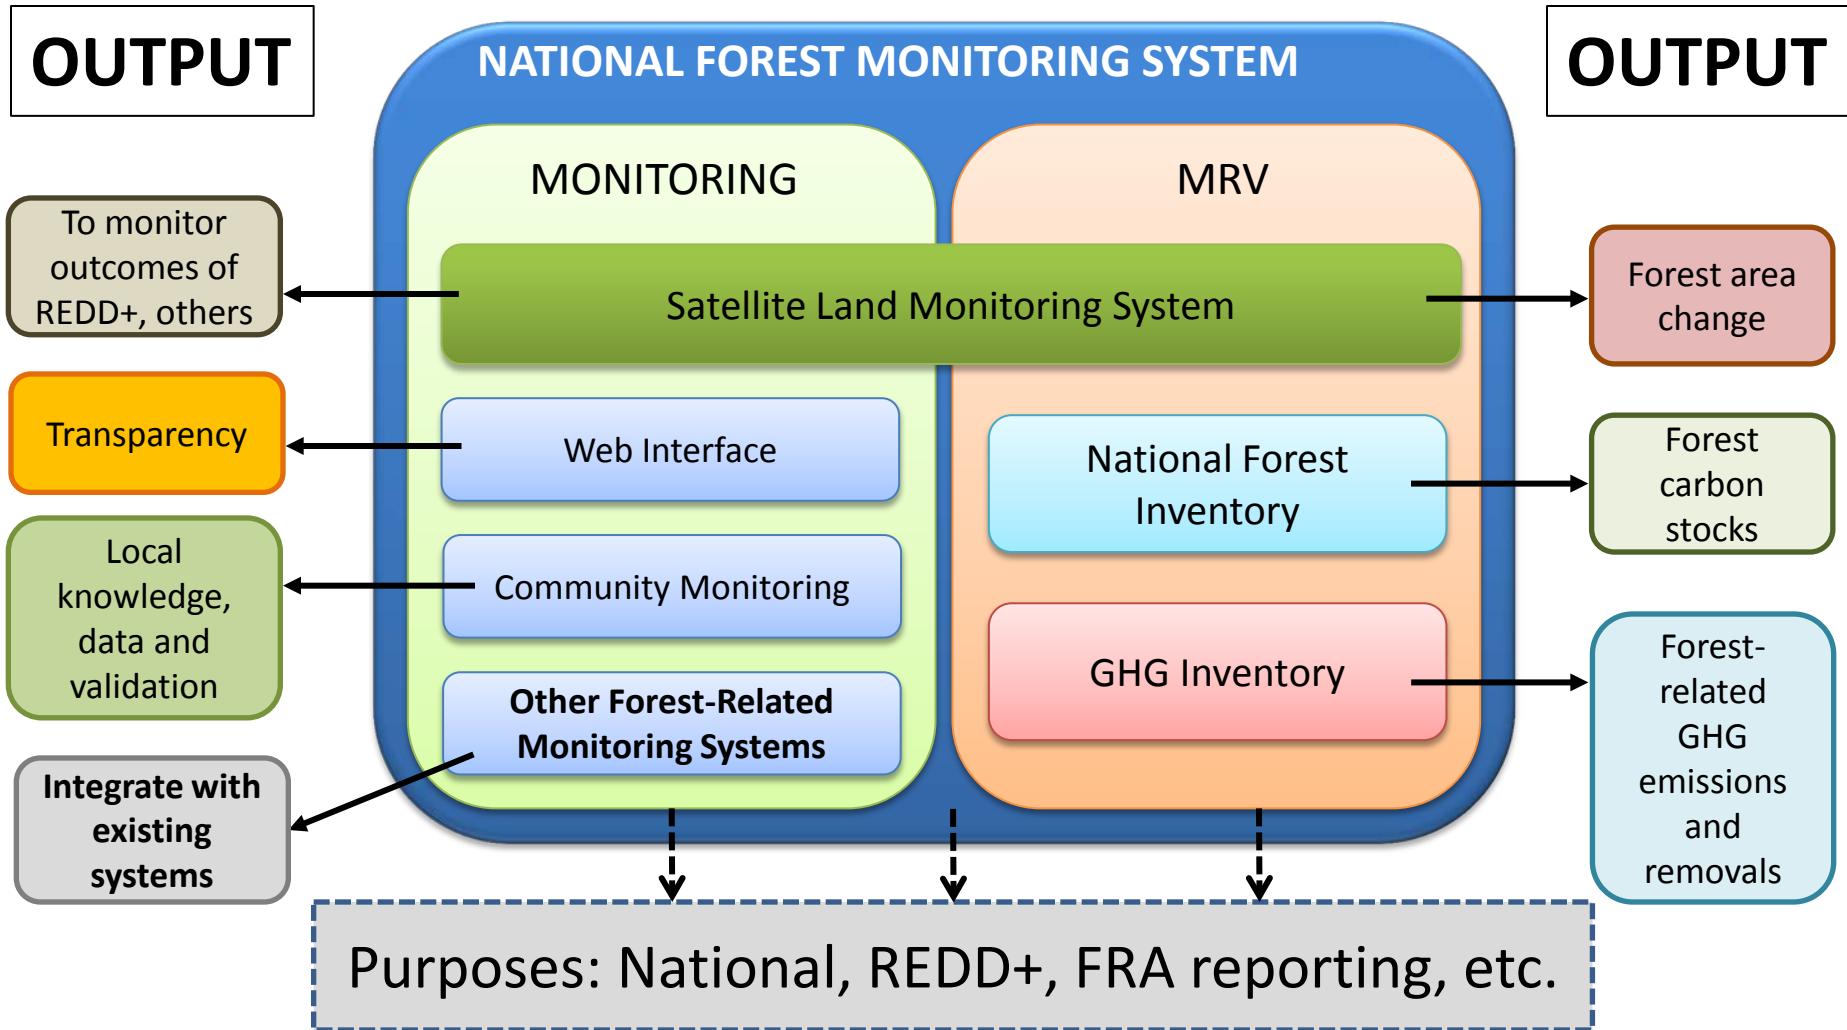 OUTPUT
NATIONAL FOREST MONITORING SYSTEM
OUTPUT
MONITORING
MRV
To monitor
outcomes of
REDD+, others
Satellite Land Monitoring System
Forest area
change
Transparency
Web Interface
National Forest
Inventory
Forest
carbon
stocks
Local
knowledge,
data and
validation
Community Monitoring
GHG Inventory
Forest-
related
GHG
emissions
and
removals
Other Forest-Related
Monitoring Systems
Integrate with
existing
systems
Purposes: National, REDD+, FRA reporting, etc.